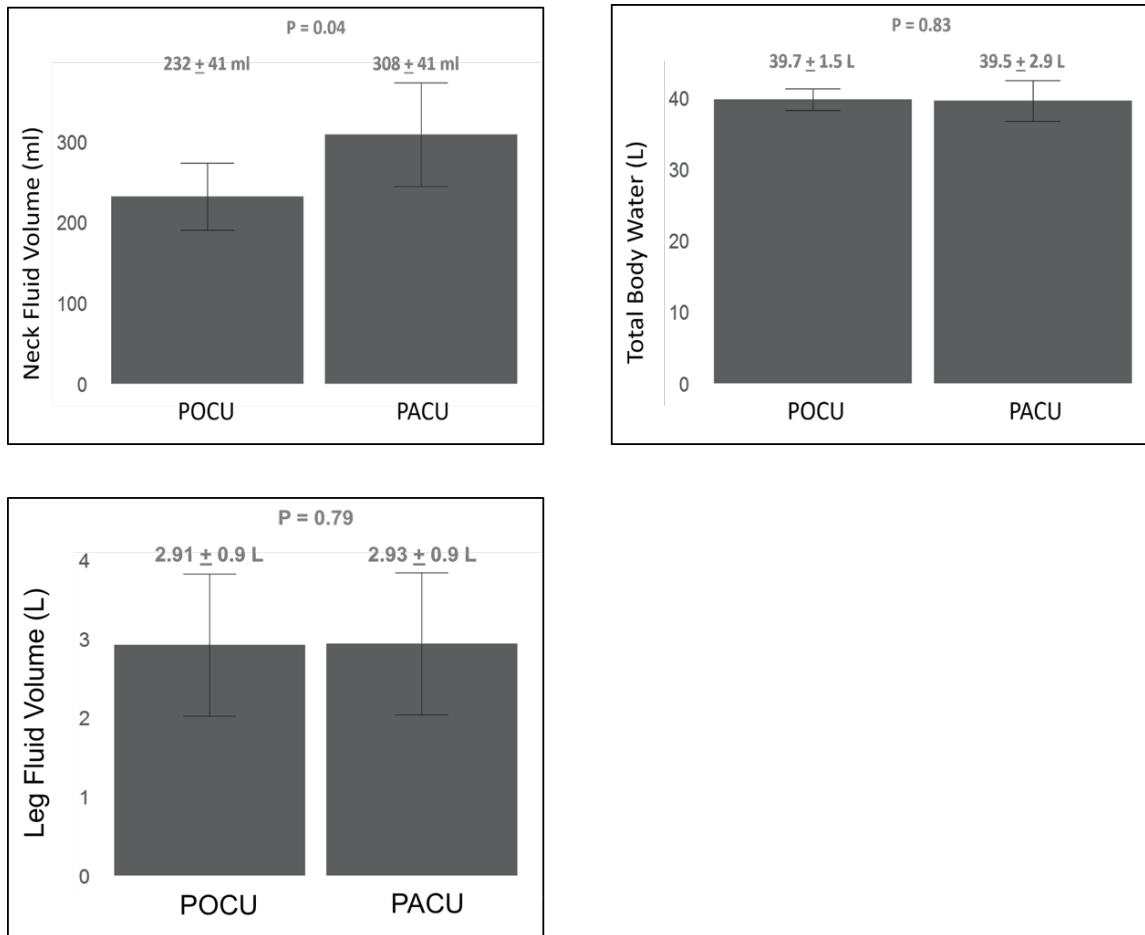 P = 0.04
232 ± 41 ml 308 ± 41 ml
Neck Fluid Volume (ml)
300
200
100
0
POCU PACU
P = 0.83
39.7 ± 1.5 L 39.5 ± 2.9 L
Total Body Water (L)
40
30
20
10
0
POCU PACU
P = 0.79
2.91 ± 0.9 L 2.93 ± 0.9 L
Leg Fluid Volume (L)
4
3
2
1
0
POCU PACU